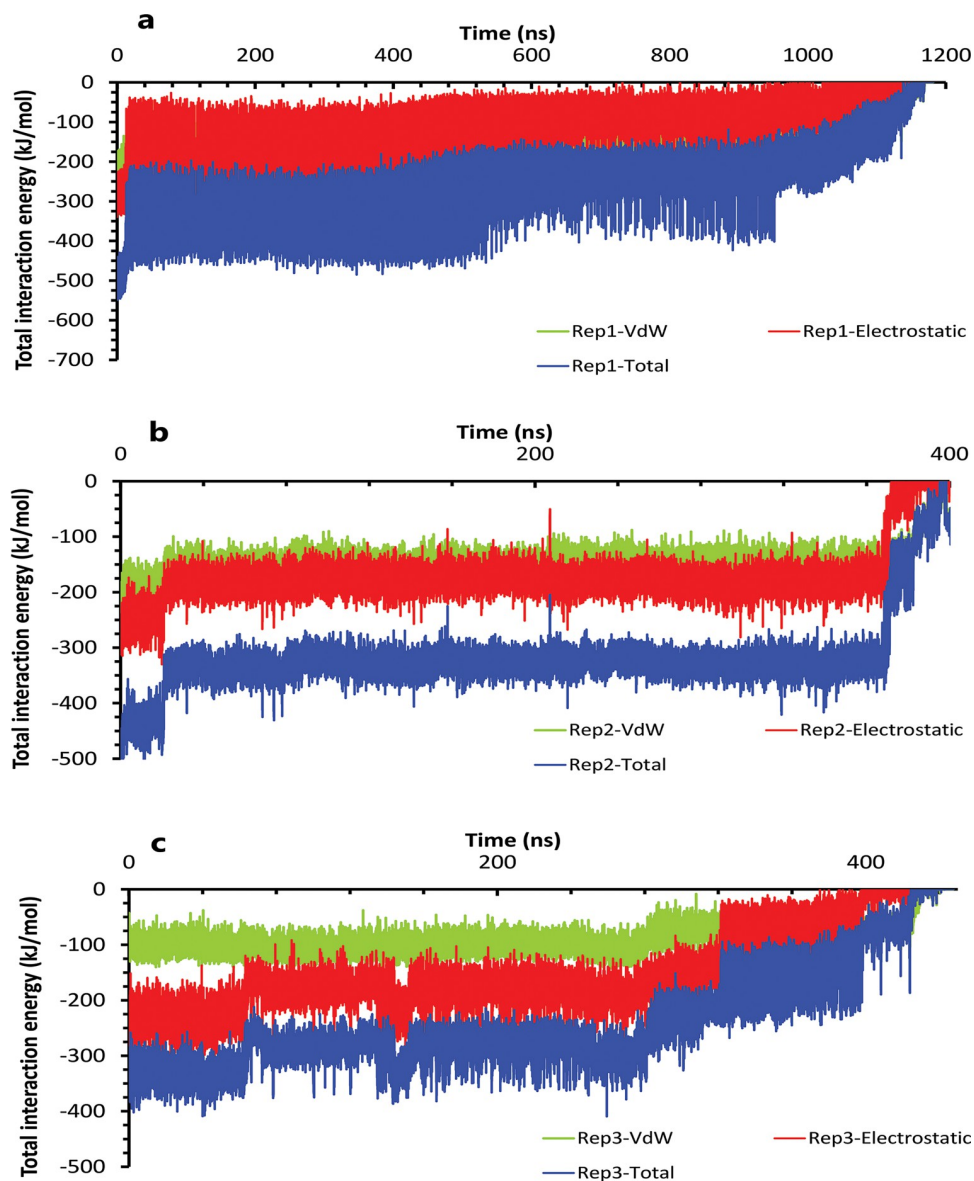 a
Time (ns)
0 200 400 600 800 1000 1200
Total interaction energy (kJ/mol)
0
-100
-200
-300
-400
-500
-600
-700
Rep1-VdW Rep1-Electrostatic
Rep1-Total
b
Time (ns)
0 200 400
Total interaction energy (kJ/mol)
0
-100
-200
-300
-400
-500
Rep2-VdW Rep2-Electrostatic
Rep2-Total
c
Time (ns)
0 200 400
Total interaction energy (kJ/mol)
0
-100
-200
-300
-400
-500
Rep3-VdW Rep3-Electrostatic
Rep3-Total